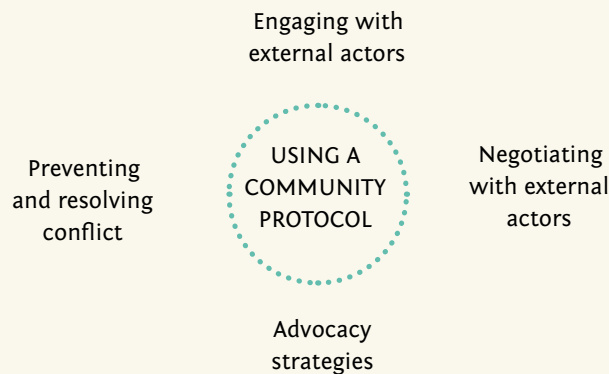 Engaging with
external actors
Preventing
and resolving
conflict
USING A
COMMUNITY
PROTOCOL
Negotiating
with external
actors
Advocacy
strategies